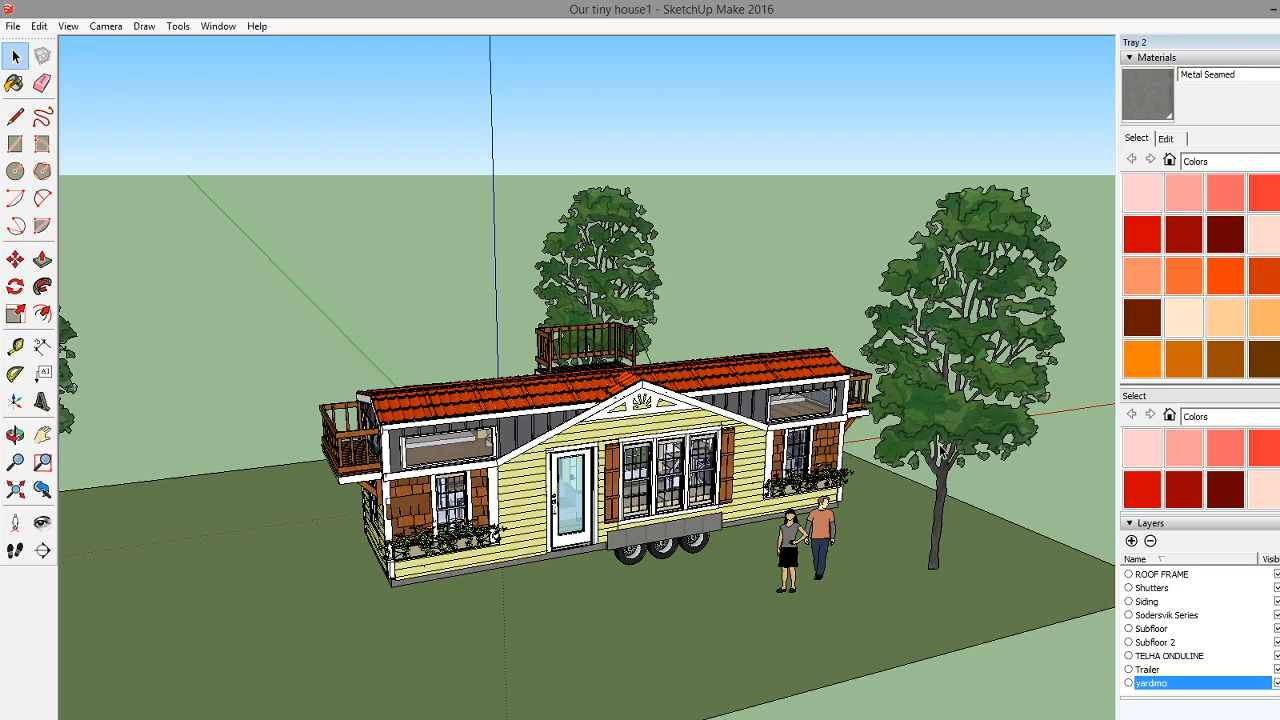 Our tiny house1 - SketchUp Make 2016
File Edit View Camera Draw Tools Window Help
Tray 2
Materials
Metal Seamed
Select Edit
Colors
Select
Colors
Layers
Name Visib
ROOF FRAME
Shutters
Siding
Sodersvik Series
Subfloor
Subfloor 2
TELHA ONDULINE
Trailer
yardımcı